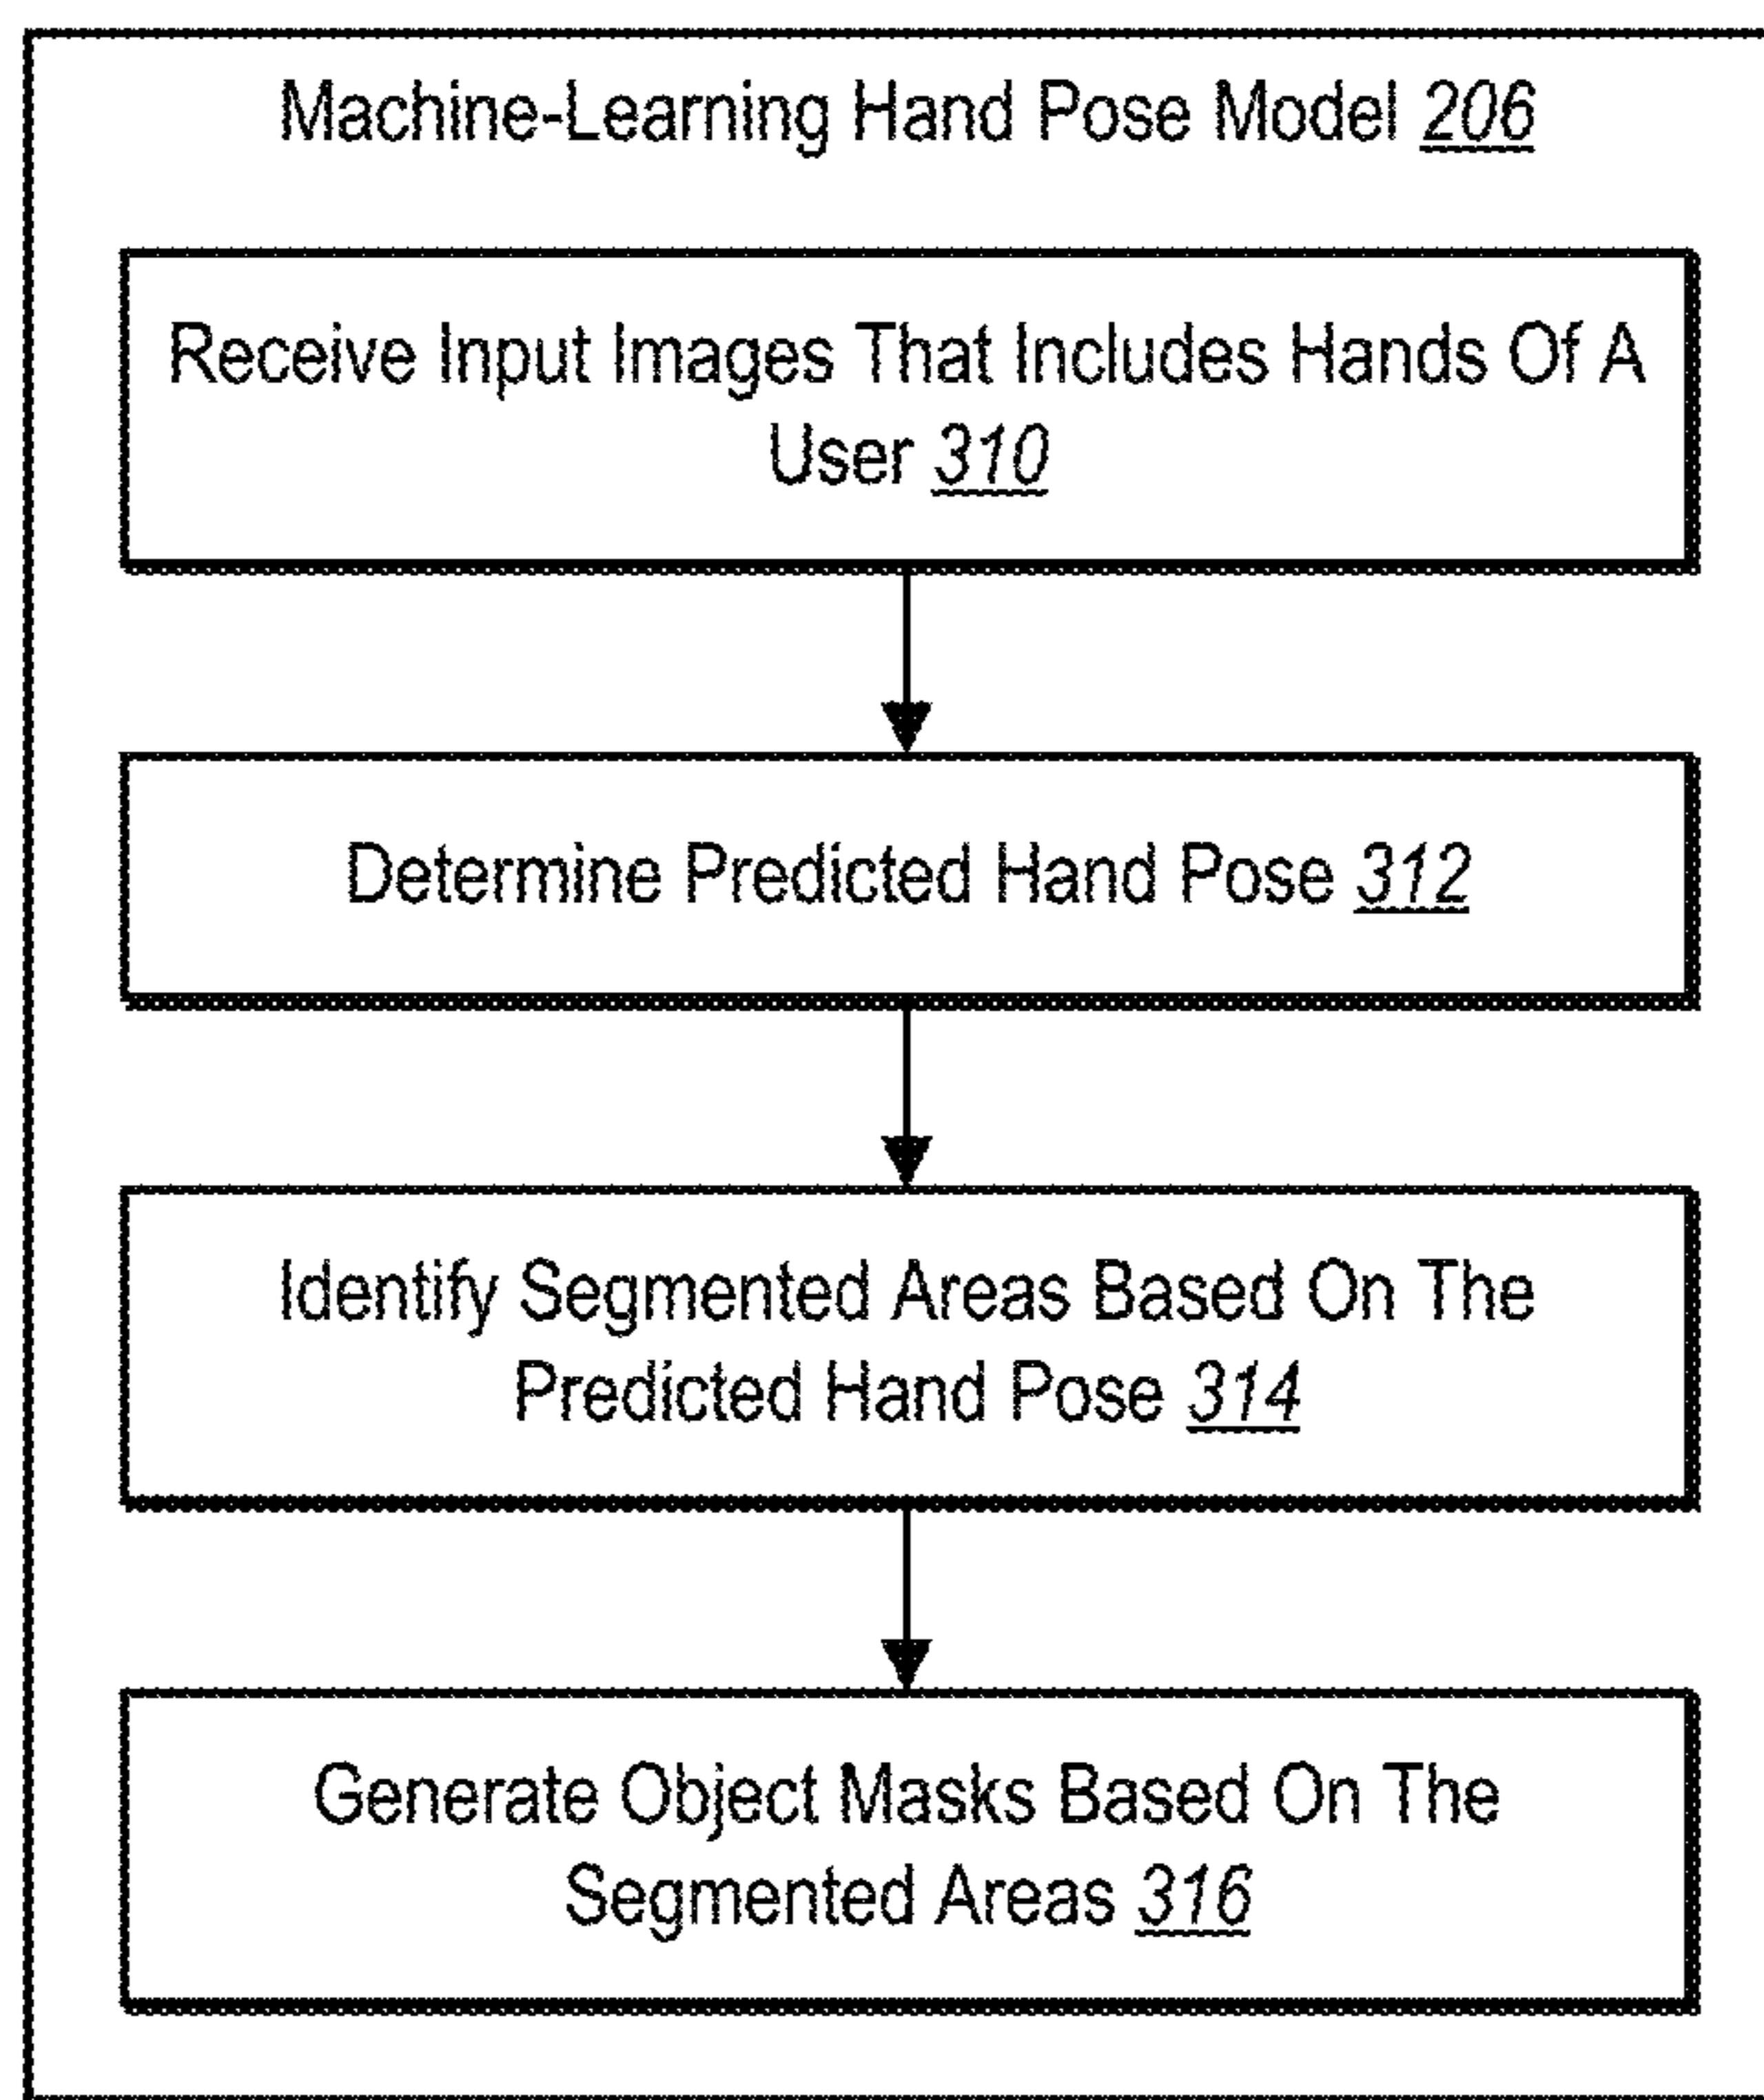 Machine-Learning Hand Pose Model 206
Receive Input Images That Includes Hands Of A
User 310
Determine Predicted Hand Pose 312
Identify Segmented Areas Based On The
Predicted Hand Pose 314
Generate Object Masks Based On The
Segmented Areas 316